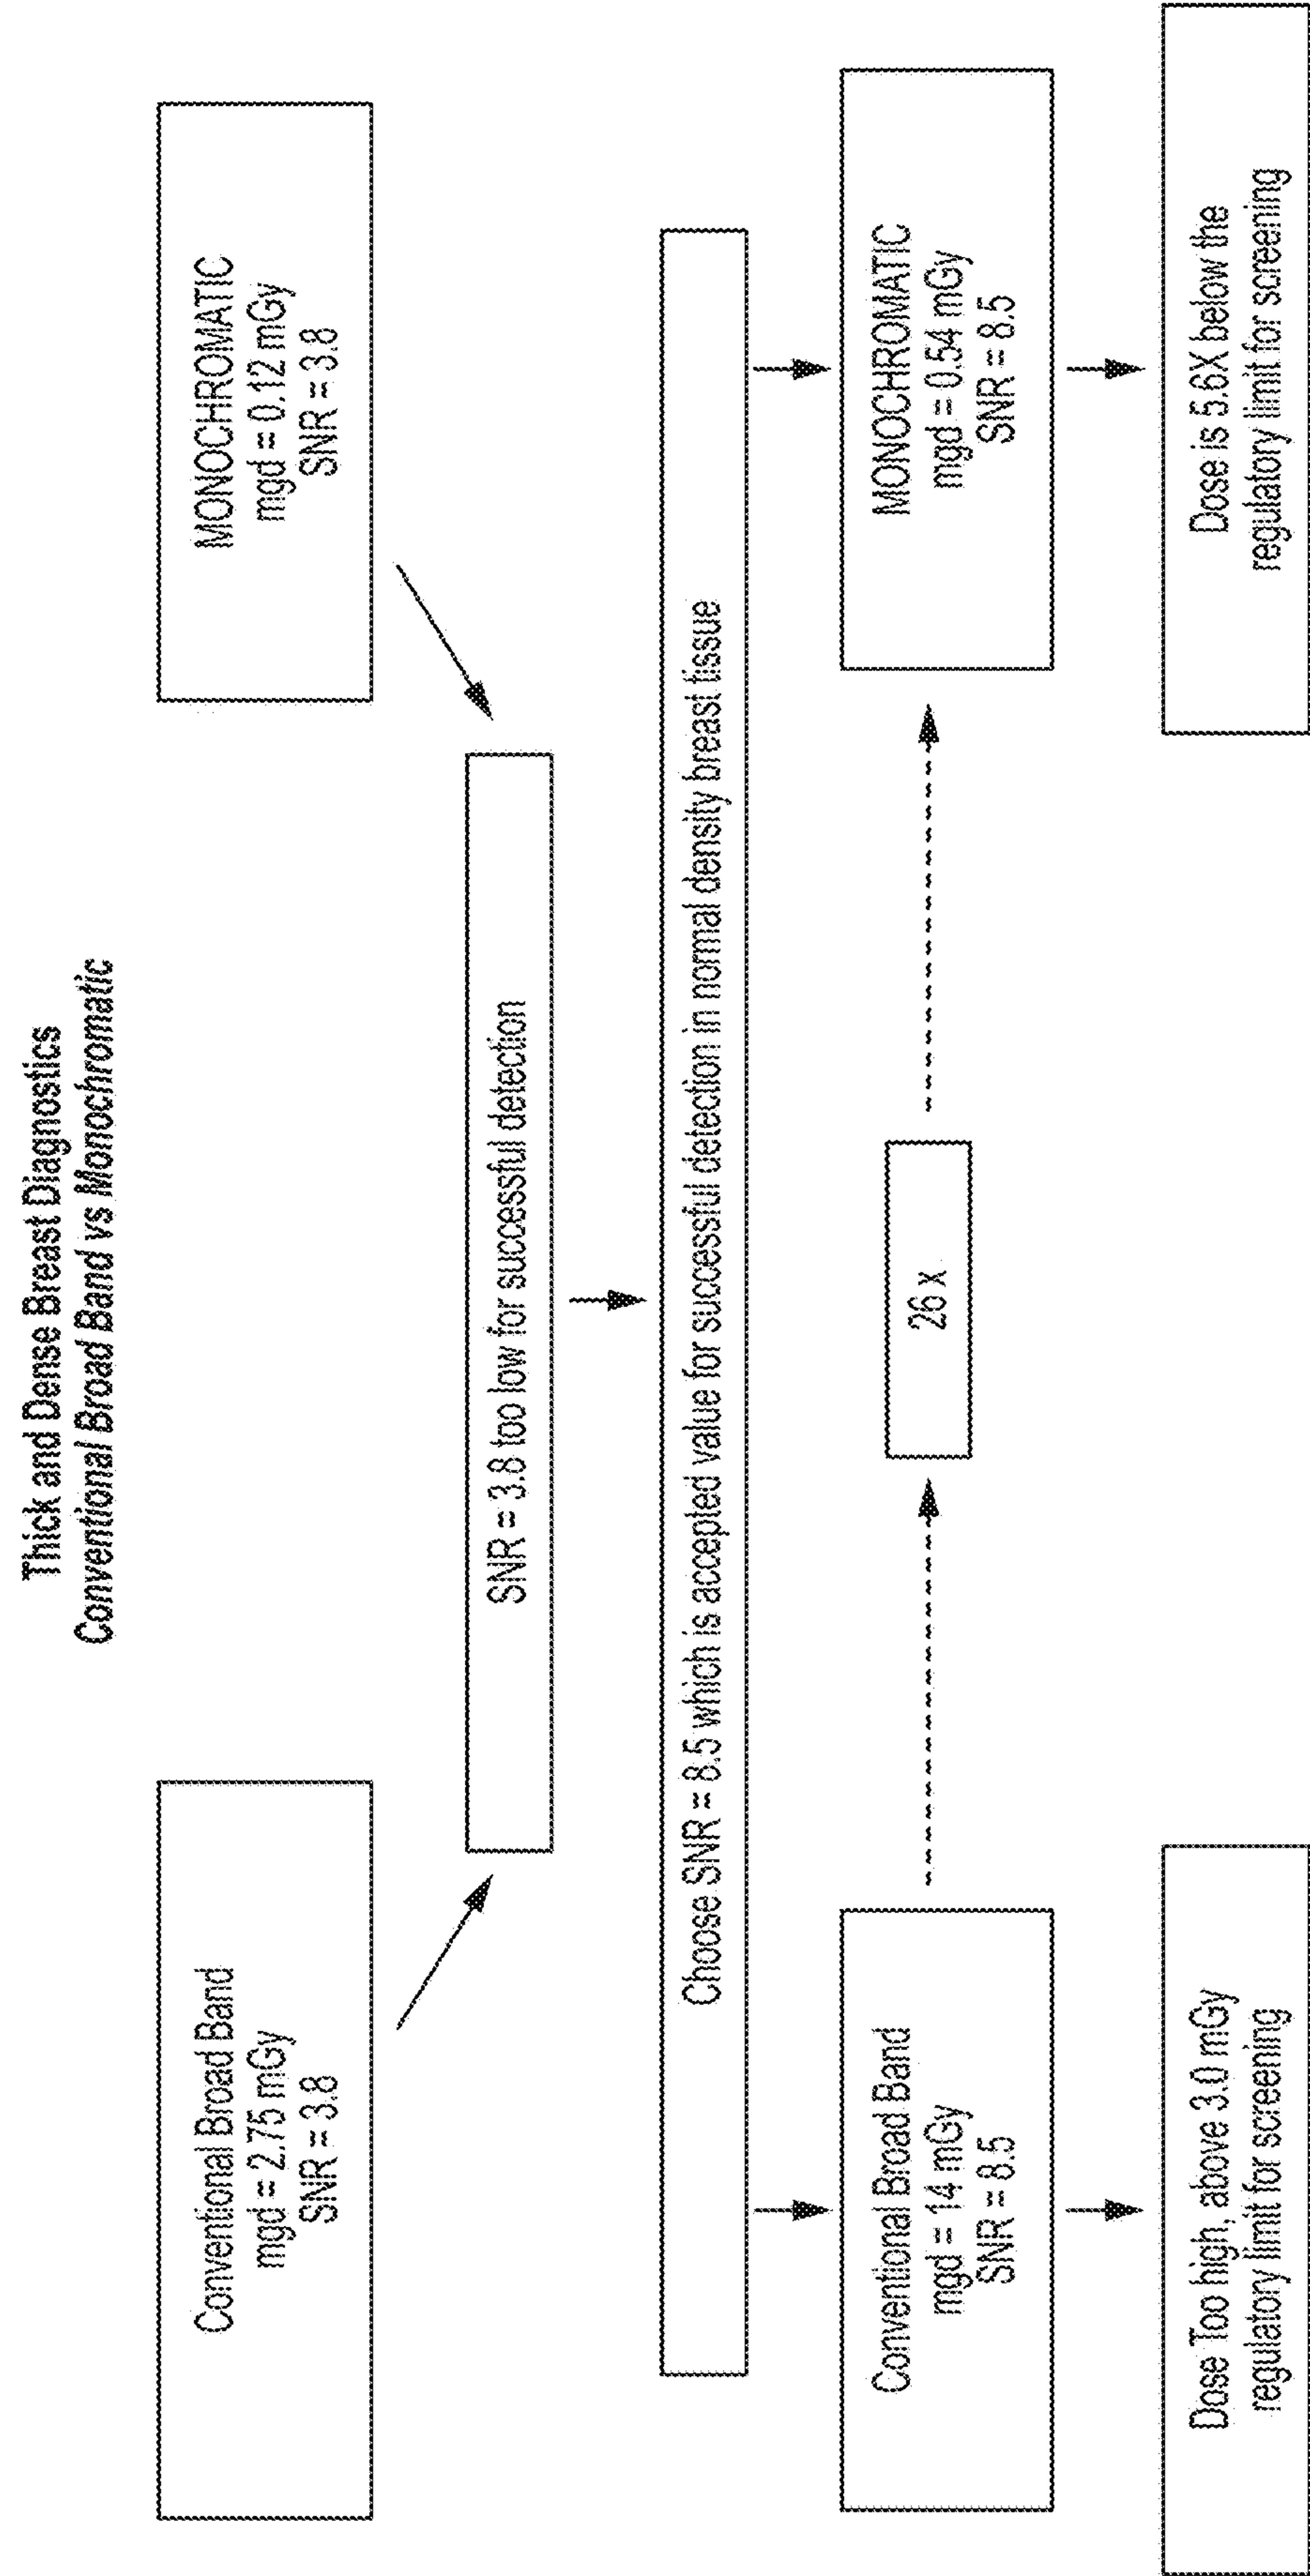 Thick and Dense Breast Diagnostics
Conventional Broad Band vs Monochromatic
Conventional Broad Band
mgd = 2.75 mGy
SNR = 3.8
MONOCHROMATIC
mgd = 0.12 mGy
SNR = 3.8
SNR = 3.8 too low for successful detection
Choose SNR = 8.5 which is accepted value for successful detection in normal density breast tissue
Conventional Broad Band
mgd = 14 mGy
SNR = 8.5
26 x
MONOCHROMATIC
mgd = 0.54 mGy
SNR = 8.5
Dose Too high, above 3.0 mGy
regulatory limit for screening
Dose is 5.6X below the
regulatory limit for screening